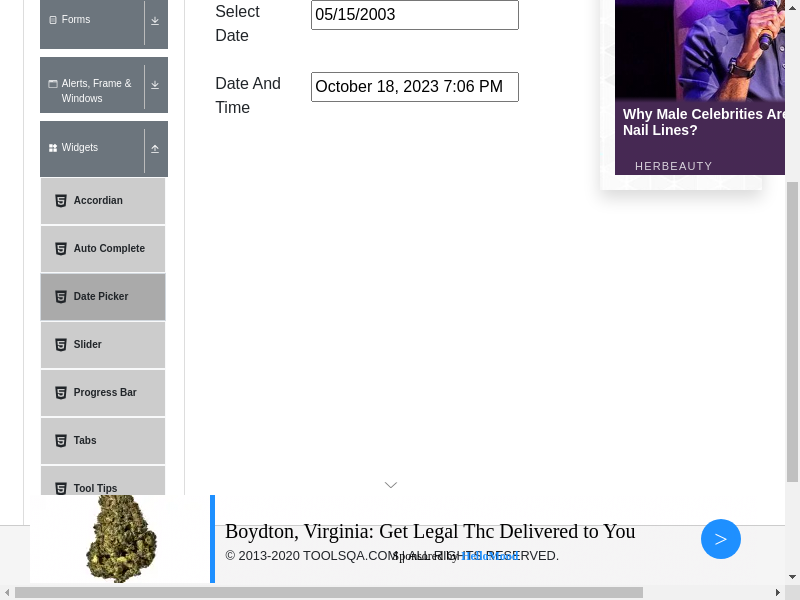 Forms
Alerts, Frame &
Windows
Widgets
Accordian
Auto Complete
Date Picker
Slider
Progress Bar
Tabs
Tool Tips
Select
Date
05/15/2003
Date And
Time
October 18, 2023 7:06 PM
Why Male Celebrities Are
Nail Lines?
HERBEAUTY
Boydton, Virginia: Get Legal Thc Delivered to You
© 2013-2020 TOOLSQA.COM | ALL RIGHTS RESERVED.
Sponsored by
>